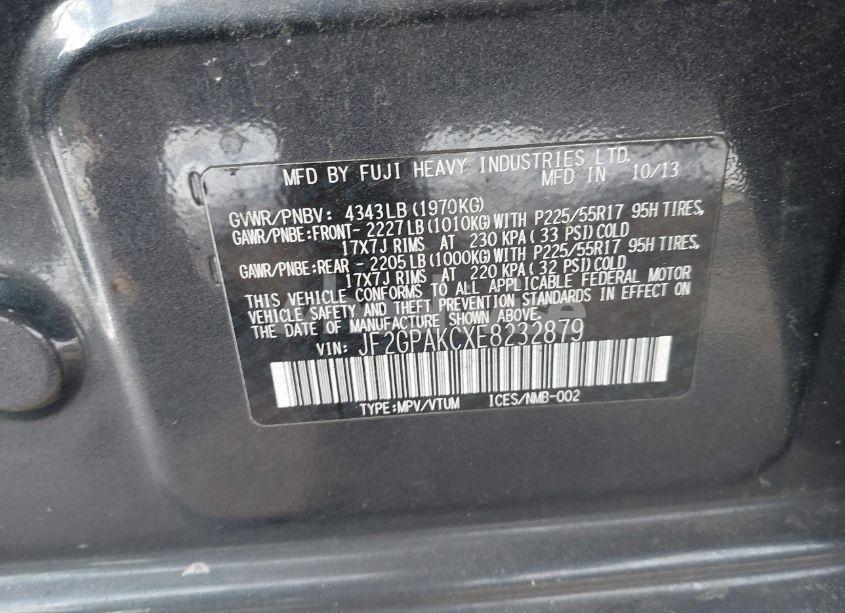 MFD BY FUJI HEAVY INDUSTRIES LTD.
MFD IN 10/13
GVWR/PNBV: 4343LB(1970KG)
GAWR/PNBE:FRONT- 2227LB(1010KG)WITH P225/55R17 95H TIRES,
17X7J RIMS AT 230 KPA( 33 PSI)COLD
GAWR/PNBE:REAR - 2205LB(1000KG)WITH P225/55R17 95H TIRES,
17X7J RIMS AT 220 KPA( 32 PSI)COLD
THIS VEHICLE CONFORMS TO ALL APPLICABLE FEDERAL MOTOR
VEHICLE SAFETY AND THEFT PREVENTION STANDARDS IN EFFECT ON
THE DATE OF MANUFACTURE SHOWN ABOVE.
VIN: JF2GPAKCXE8232879
TYPE:MPV/VTUM ICES/NMB-002